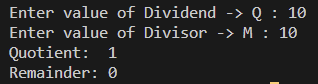 Enter value of Dividend -> Q : 10
Enter value of Divisor -> M : 10
Quotient:  1
Remainder: 0